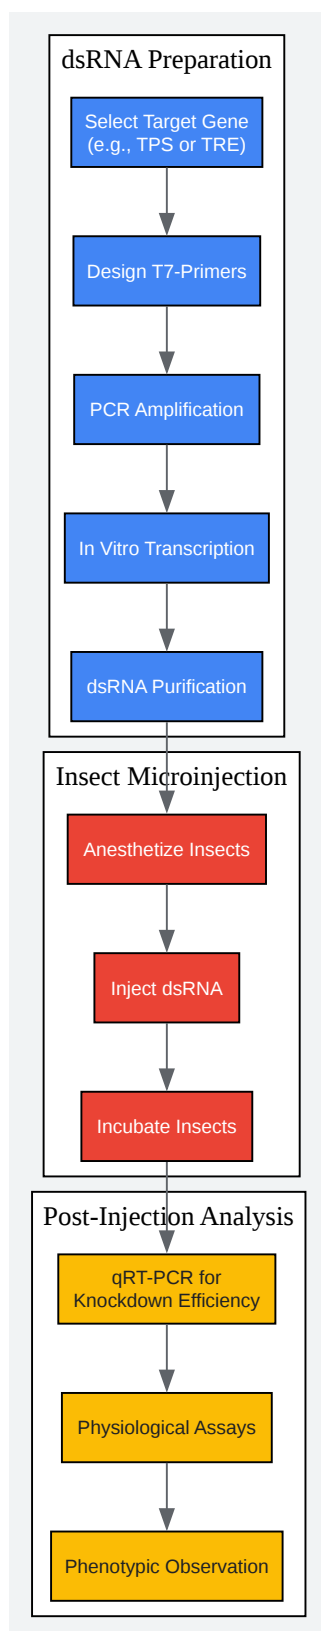 dsRNA Preparation
Select Target Gene
(e.g., TPS or TRE)
Design T7-Primers
PCR Amplification
In Vitro Transcription
dsRNA Purification
Insect Microinjection
Anesthetize Insects
Inject dsRNA
Incubate Insects
Post-Injection Analysis
qRT-PCR for
Knockdown Efficiency
Physiological Assays
Phenotypic Observation